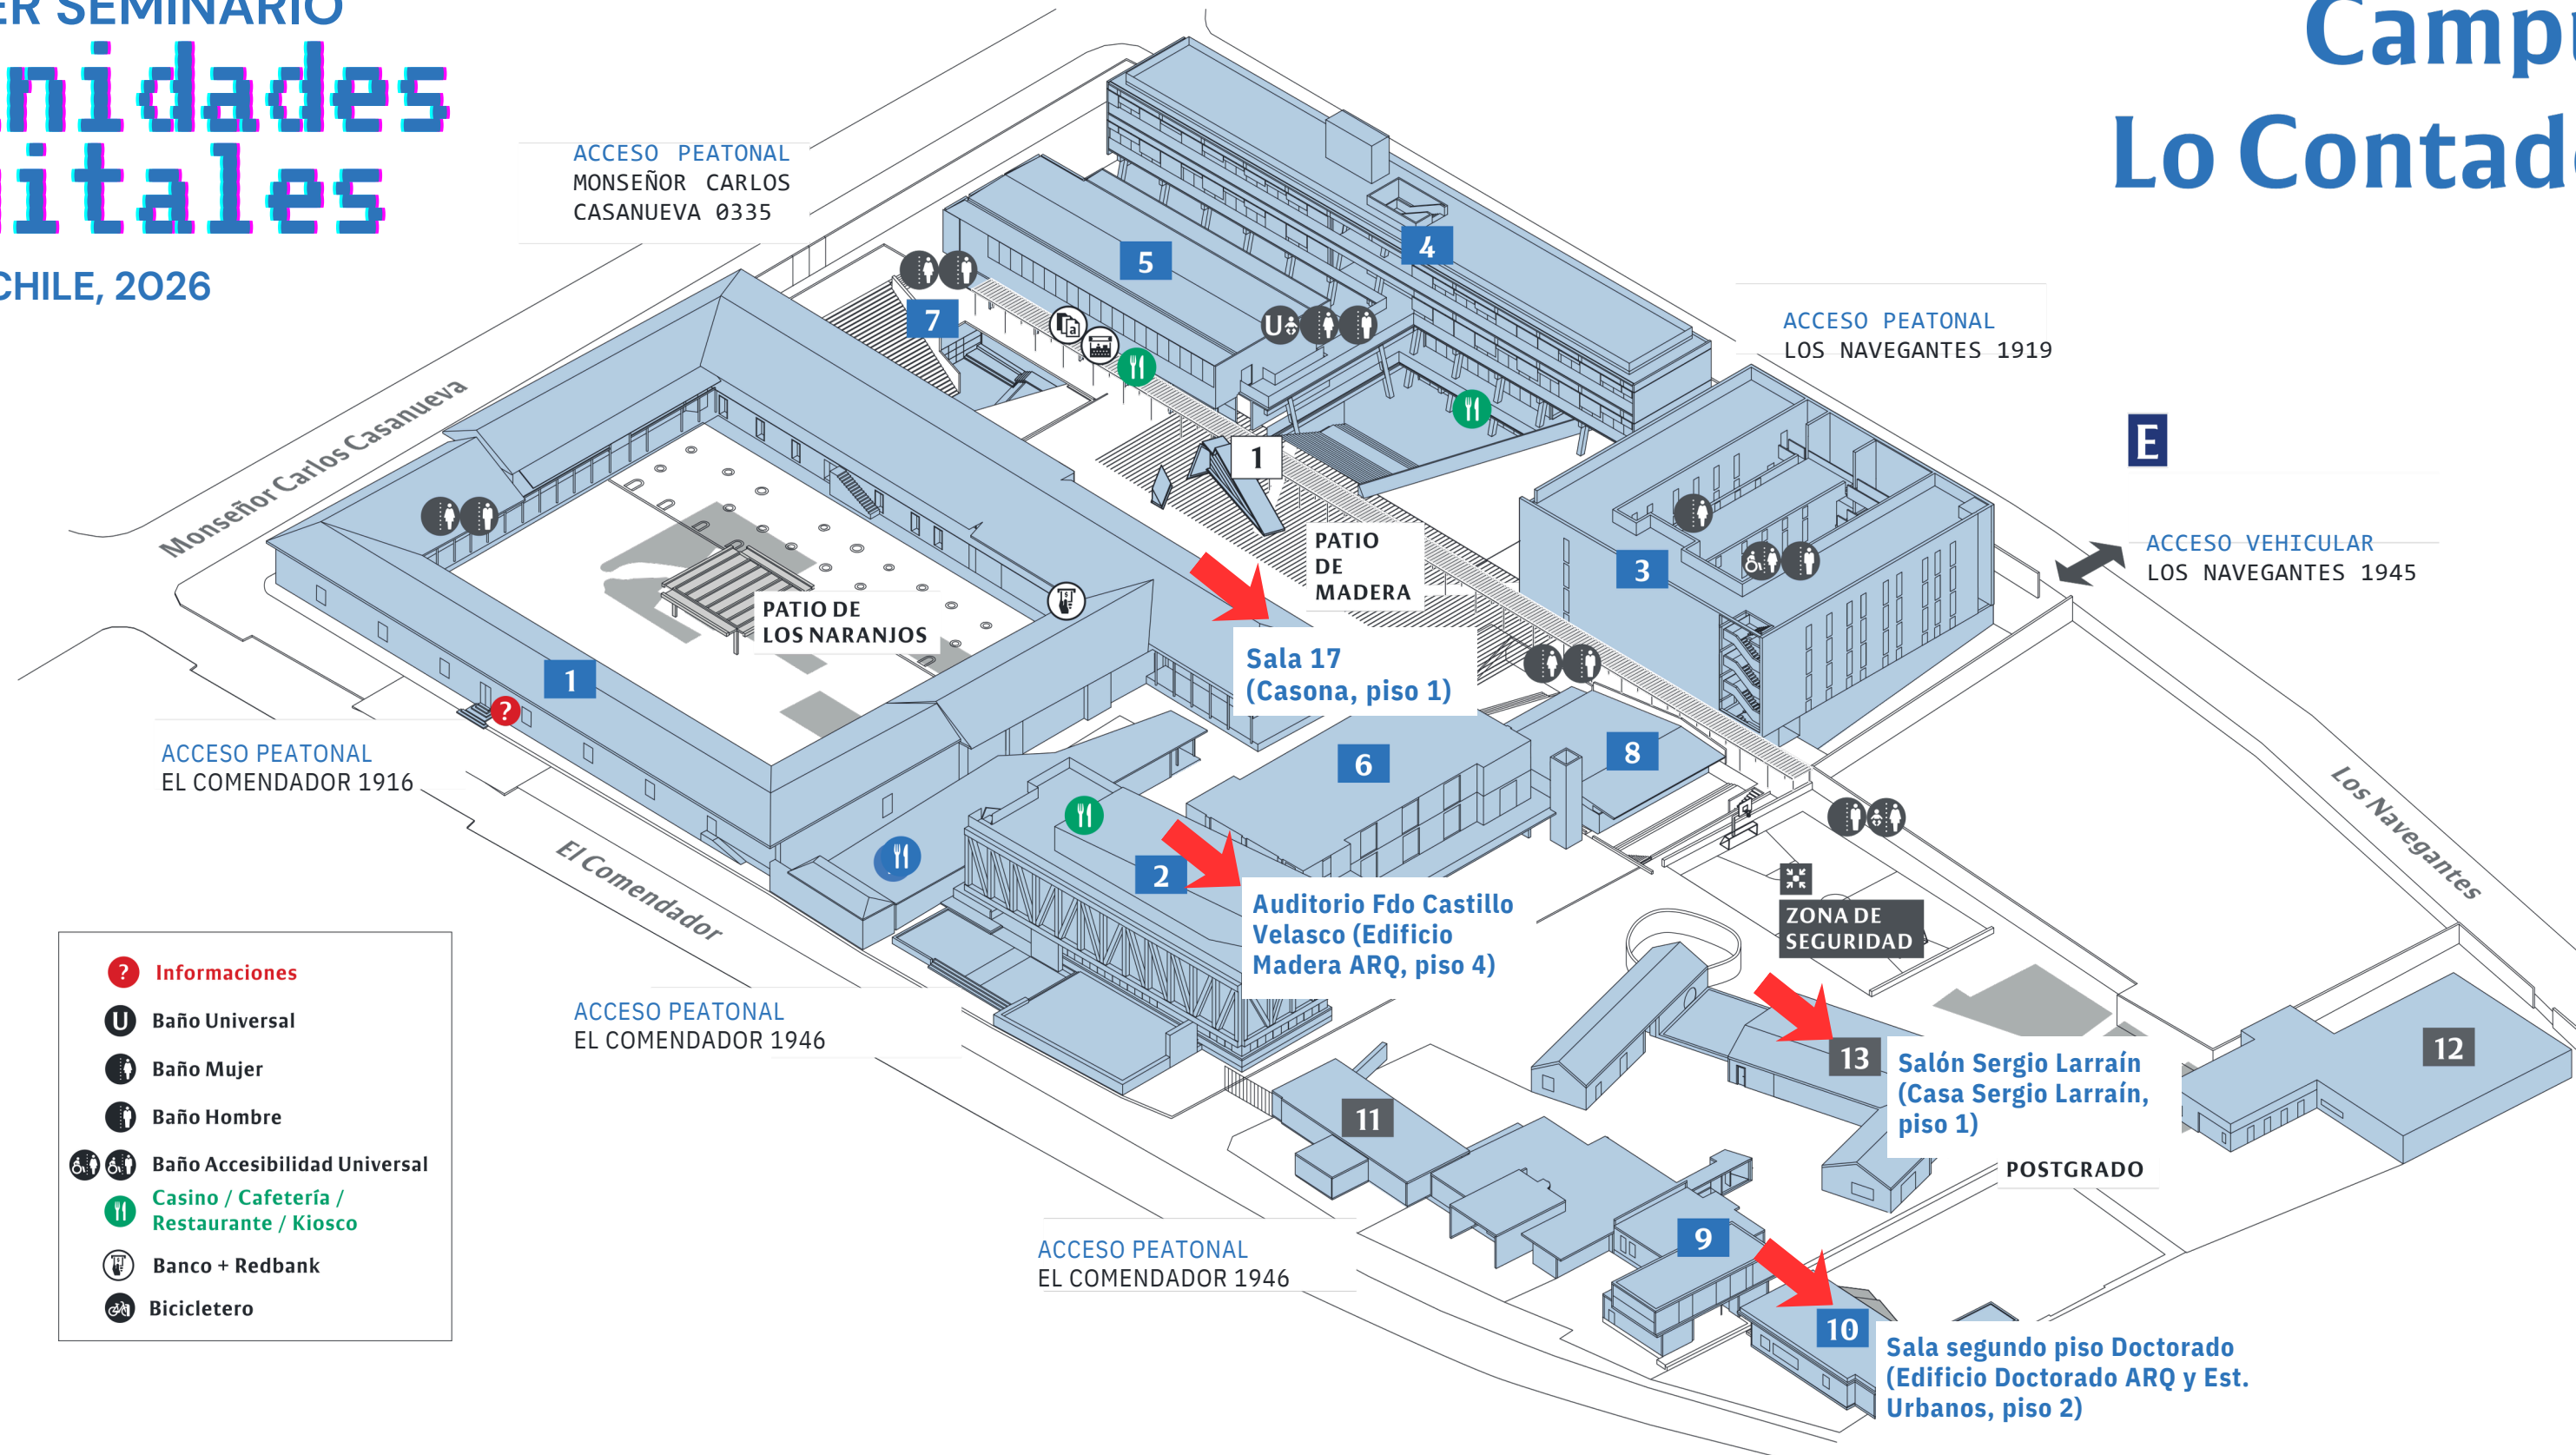 ER SEMINARIO
nidades
itales
CHILE, 2026
Campu
Lo Contado
ACCESO PEATONAL
MONSEÑOR CARLOS
CASANUEVA 0335
4
5
7
ACCESO PEATONAL
LOS NAVEGANTES 1919
U
a
E
Monseñor Carlos Casanueva
1
PATIO
DE
MADERA
3
ACCESO VEHICULAR
LOS NAVEGANTES 1945
PATIO DE
LOS NARANJOS
Sala 17
(Casona, piso 1)
1
?
ACCESO PEATONAL
EL COMENDADOR 1916
6
8
Los Navegantes
El Comendador
2
Auditorio Fdo Castillo
Velasco (Edificio
Madera ARQ, piso 4)
ZONA DE
SEGURIDAD
? Informaciones
U Baño Universal
Baño Mujer
Baño Hombre
Baño Accesibilidad Universal
Casino / Cafetería /
Restaurante / Kiosco
Banco + Redbank
Bicicletero
ACCESO PEATONAL
EL COMENDADOR 1946
13
Salón Sergio Larraín
(Casa Sergio Larraín,
piso 1)
12
11
POSTGRADO
ACCESO PEATONAL
EL COMENDADOR 1946
9
10
Sala segundo piso Doctorado
(Edificio Doctorado ARQ y Est.
Urbanos, piso 2)